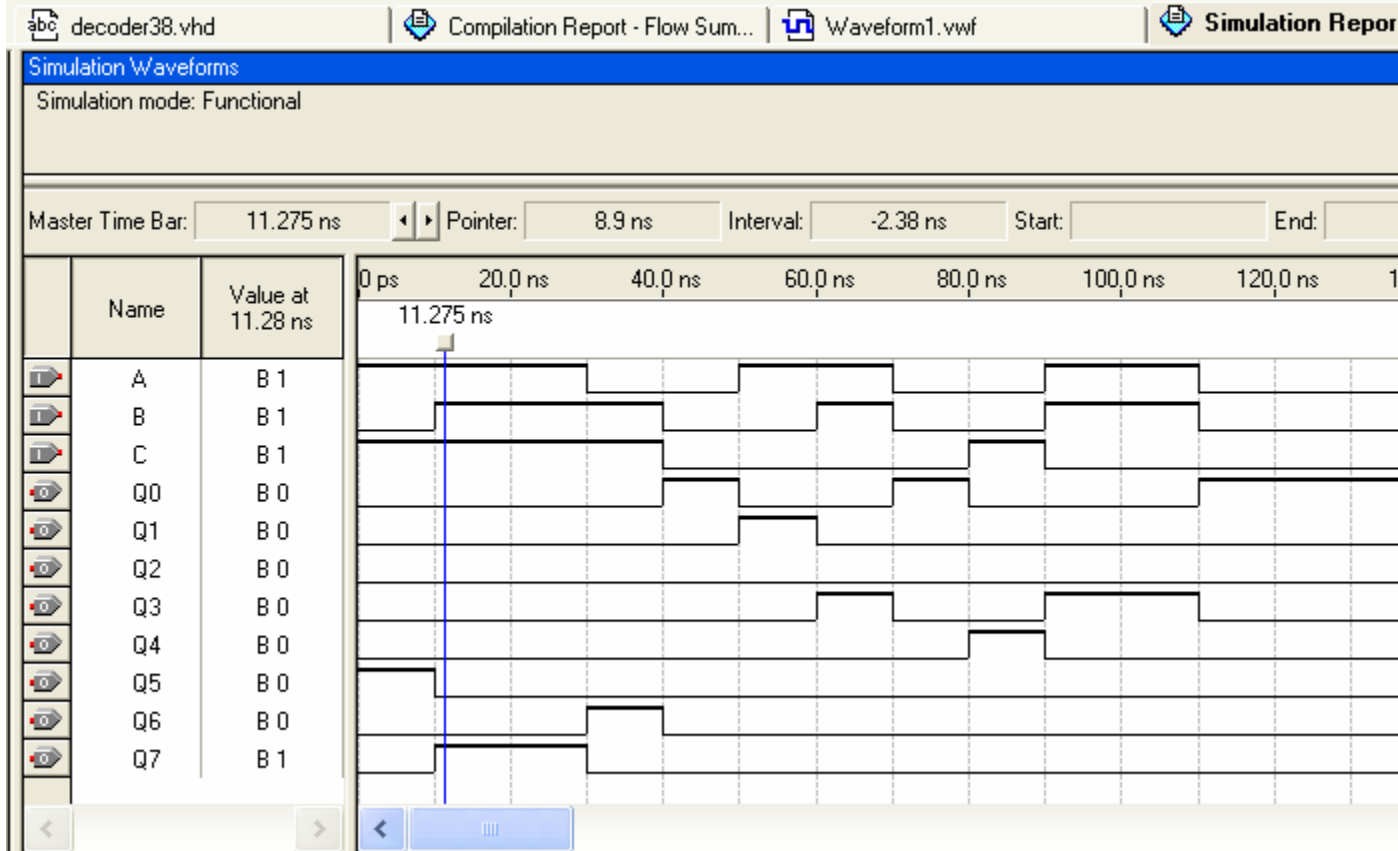 abc decoder38.vhd Compilation Report - Flow Sum... Waveform1.vwf Simulation Repor
Simulation Waveforms
Simulation mode: Functional
Master Time Bar: 11.275 ns Pointer: 8.9 ns Interval: -2.38 ns Start: End:
Name Value at 11.28 ns
0 ps 20.0 ns 40.0 ns 60.0 ns 80.0 ns 100.0 ns 120.0 ns 1
11.275 ns
A B 1
B B 1
C B 1
Q0 B 0
Q1 B 0
Q2 B 0
Q3 B 0
Q4 B 0
Q5 B 0
Q6 B 0
Q7 B 1